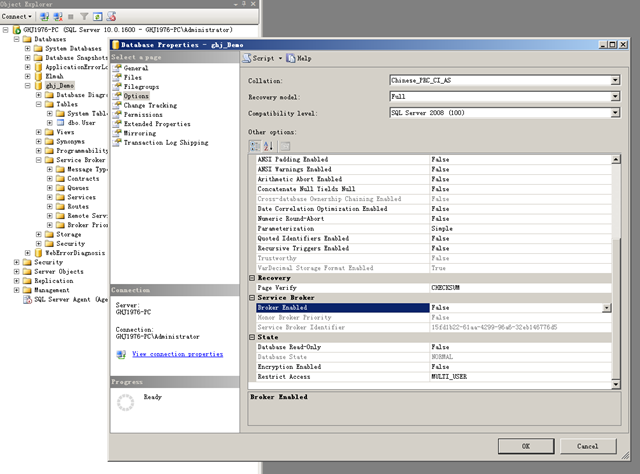 Object Explorer
Connect
GHJ1976-PC (SQL Server 10.0.1600 - GHJ1976-PC\Administrator)
Databases
System Databases
Database Snapshots
ApplicationErrorLo
Elmah
ghj_Demo
Database Diagra
Tables
System Table
dbo.User
Views
Synonyms
Programmability
Service Broker
Message Type
Contracts
Queues
Services
Routes
Remote Servi
Broker Prior
Storage
Security
WebErrorDiagnosis
Security
Server Objects
Replication
Management
SQL Server Agent (Age
Database Properties - ghj_Demo
Select a page
General
Files
Filegroups
Options
Change Tracking
Permissions
Extended Properties
Mirroring
Transaction Log Shipping
Connection
Server:
GHJ1976-PC
Connection:
GHJ1976-PC\Administrator
View connection properties
Progress
Ready
Script Help
Collation: Chinese_PRC_CI_AS
Recovery model: Full
Compatibility level: SQL Server 2008 (100)
Other options:
ANSI Padding Enabled False
ANSI Warnings Enabled False
Arithmetic Abort Enabled False
Concatenate Null Yields Null False
Cross-database Ownership Chaining Enabled False
Date Correlation Optimization Enabled False
Numeric Round-Abort False
Parameterization Simple
Quoted Identifiers Enabled False
Recursive Triggers Enabled False
Trustworthy False
VarDecimal Storage Format Enabled True
Recovery
Page Verify CHECKSUM
Service Broker
Broker Enabled False
Honor Broker Priority False
Service Broker Identifier
State
Database Read-Only False
Database State NORMAL
Encryption Enabled False
Restrict Access MULTI_USER
Broker Enabled
OK Cancel